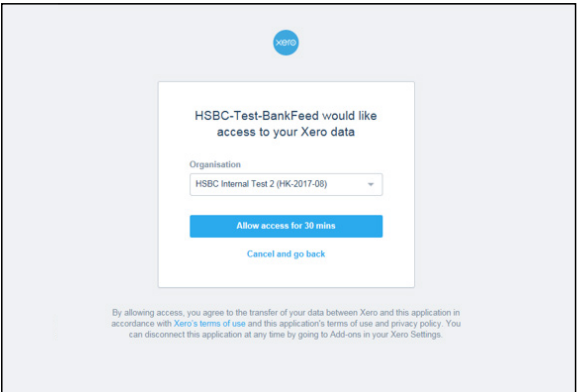 xero
HSBC-Test-BankFeed would like
access to your Xero data
Organisation
HSBC Internal Test 2 (HK-2017-08)
Allow access for 30 mins
Cancel and go back
By allowing access, you agree to the transfer of your data between Xero and this application in
accordance with Xero's terms of use and this application's terms of use and privacy policy. You
can disconnect this application at any time by going to Add-ons in your Xero Settings.